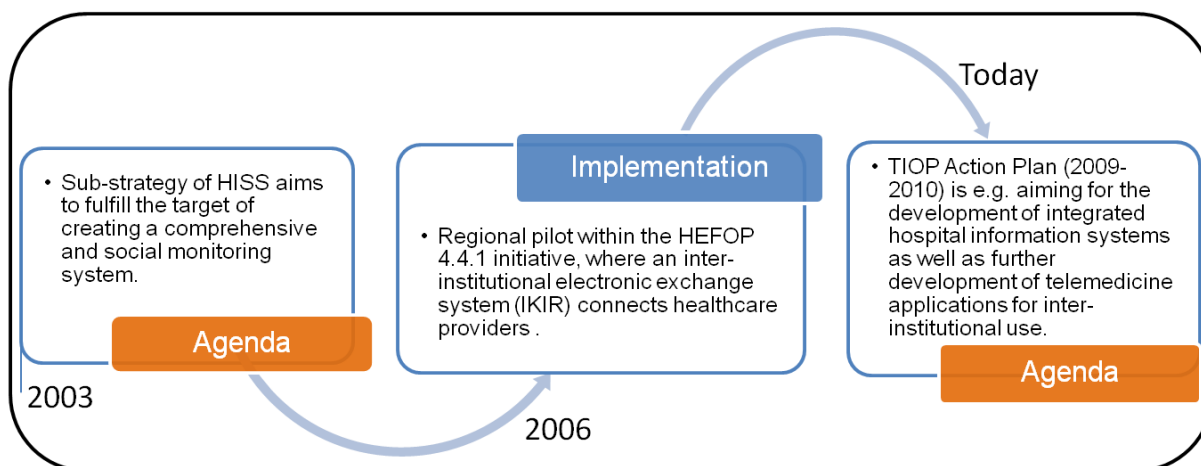 • Sub-strategy of HISS aims
to fulfill the target of
creating a comprehensive
and social monitoring
system.
Agenda
2003
Implementation
• Regional pilot within the HEFOP
4.4.1 initiative, where an inter-
institutional electronic exchange
system (IKIR) connects healthcare
providers .
2006
Today
• TIOP Action Plan (2009-
2010) is e.g. aiming for the
development of integrated
hospital information systems
as well as further
development of telemedicine
applications for inter-
institutional use.
Agenda